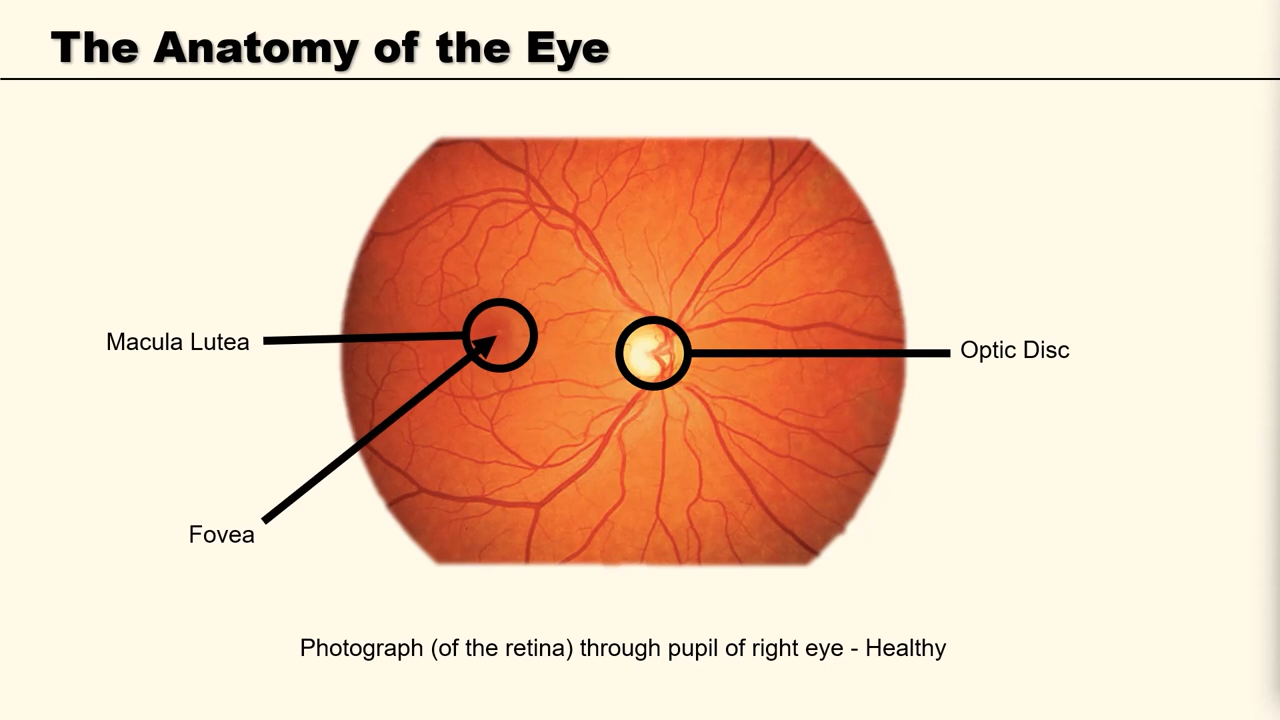 The Anatomy of the Eye
Macula Lutea
Optic Disc
Fovea
Photograph (of the retina) through pupil of right eye - Healthy